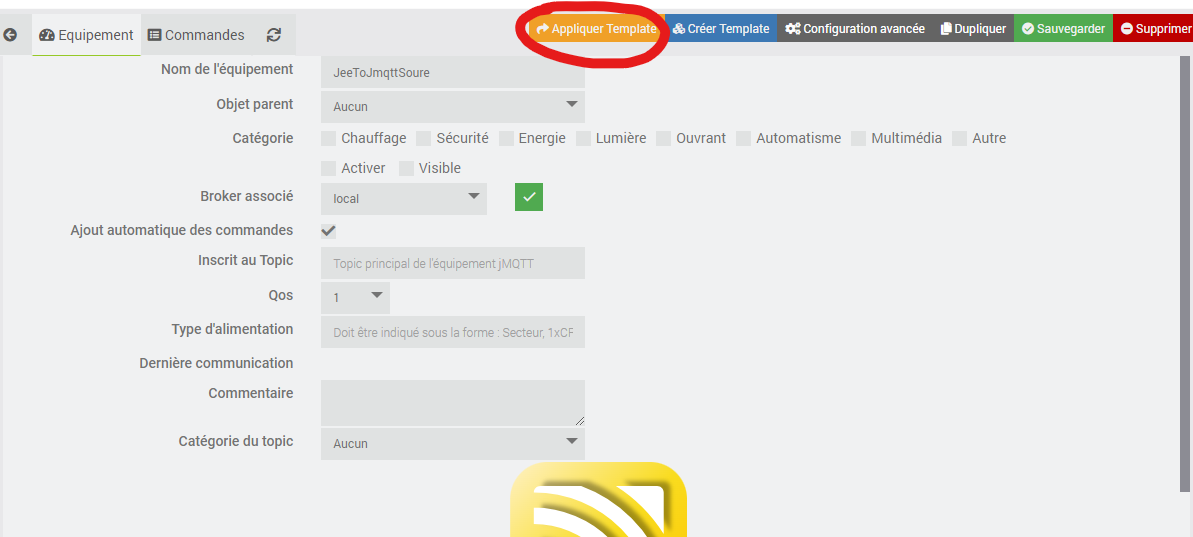 Equipement Commandes Appliquer Template Créer Template Configuration avancée Dupliquer Sauvegarder Supprimer
Nom de l'équipement JeeToJmqttSoure
Objet parent Aucun
Catégorie Chauffage Sécurité Energie Lumière Ouvrant Automatisme Multimédia Autre
Activer Visible
Broker associé local
Ajout automatique des commandes
Inscrit au Topic Topic principal de l'équipement jMQTT
Qos 1
Type d'alimentation Doit être indiqué sous la forme : Secteur, 1xCR
Dernière communication
Commentaire
Catégorie du topic Aucun